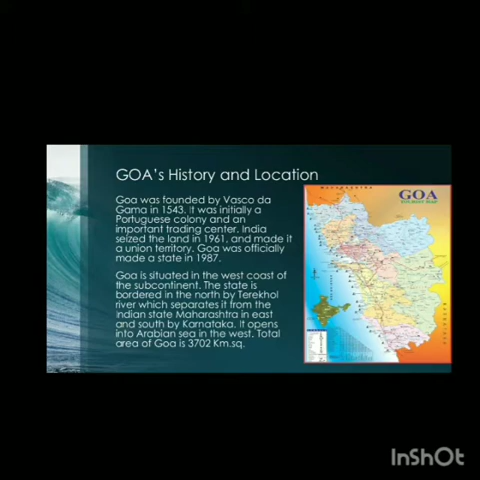 GOA's History and Location
Goa was founded by Vasco da
Gama in 1543. It was initially a
Portuguese colony and an
important trading center. India
seized the land in 1961, and made it
a union territory. Goa was officially
made a state in 1987.
Goa is situated in the west coast of
the subcontinent. The state is
bordered in the north by Terekhol
river which separates it from the
Indian state Maharashtra in east
and south by Karnataka. It opens
into Arabian sea in the west. Total
area of Goa is 3702 Km.sq.
GOA
TOURIST MAP
InShOt